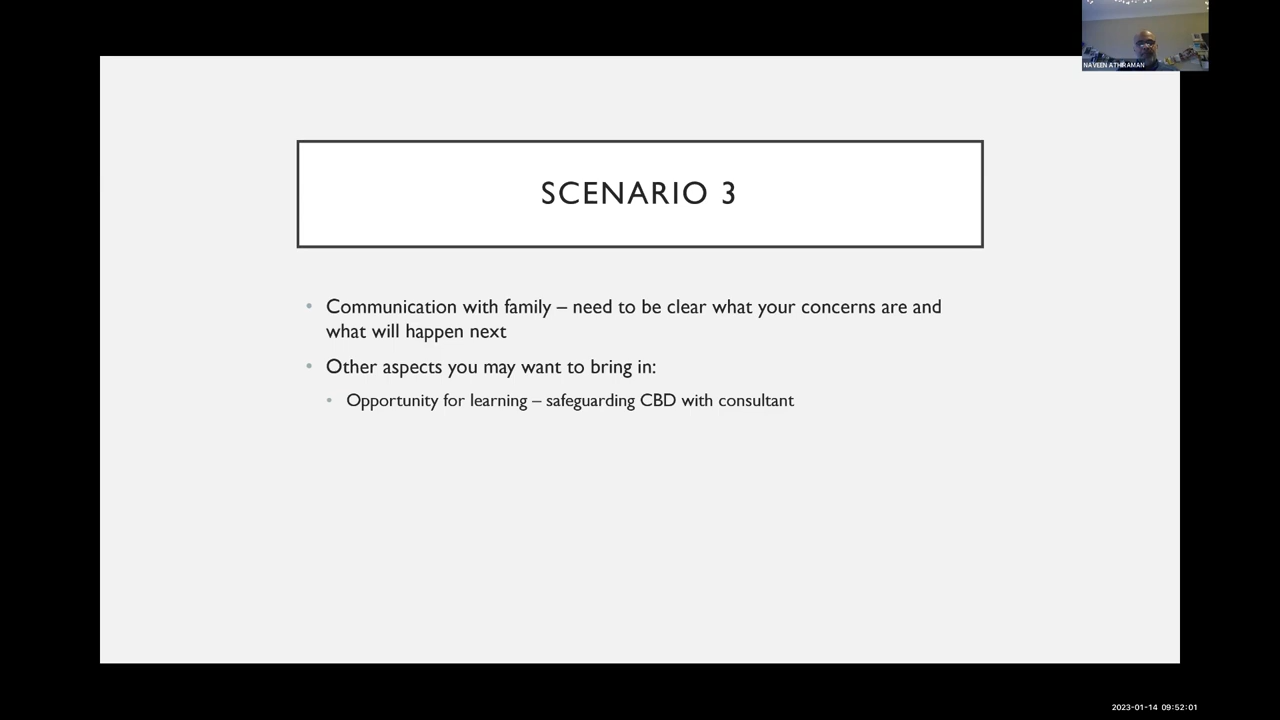 NAVEEN ATHIRAMAN
SCENARIO 3
• Communication with family – need to be clear what your concerns are and
what will happen next
• Other aspects you may want to bring in:
• Opportunity for learning – safeguarding CBD with consultant
2023-01-14 09:52:01